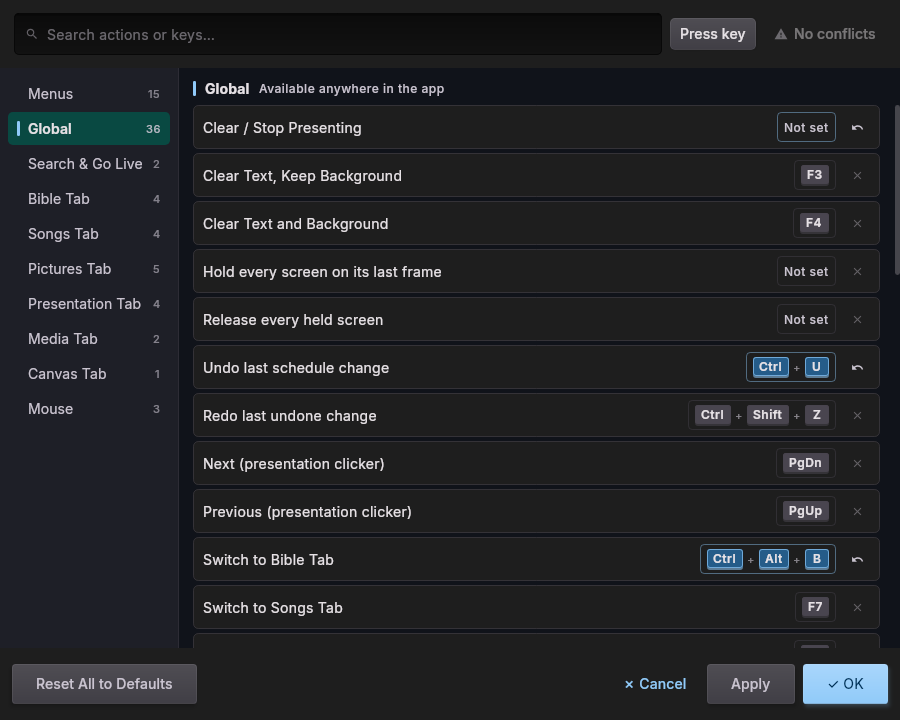 Search actions or keys...
Press key
No conflicts
Menus 15
Global 36
Search & Go Live 2
Bible Tab 4
Songs Tab 4
Pictures Tab 5
Presentation Tab 4
Media Tab 2
Canvas Tab 1
Mouse 3
Global Available anywhere in the app
Clear / Stop Presenting Not set
Clear Text, Keep Background F3
Clear Text and Background F4
Hold every screen on its last frame Not set
Release every held screen Not set
Undo last schedule change Ctrl + U
Redo last undone change Ctrl + Shift + Z
Next (presentation clicker) PgDn
Previous (presentation clicker) PgUp
Switch to Bible Tab Ctrl + Alt + B
Switch to Songs Tab F7
Reset All to Defaults
Cancel
Apply
OK